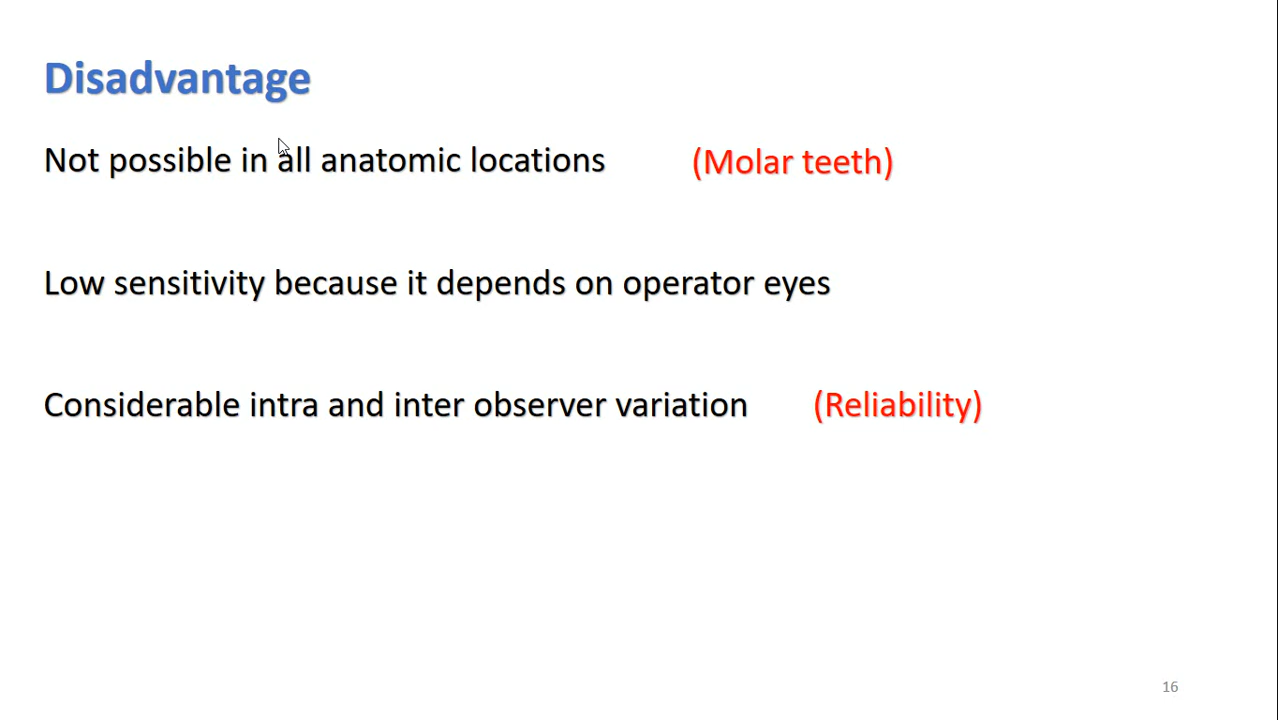 Disadvantage
Not possible in all anatomic locations (Molar teeth)
Low sensitivity because it depends on operator eyes
Considerable intra and inter observer variation (Reliability)
16